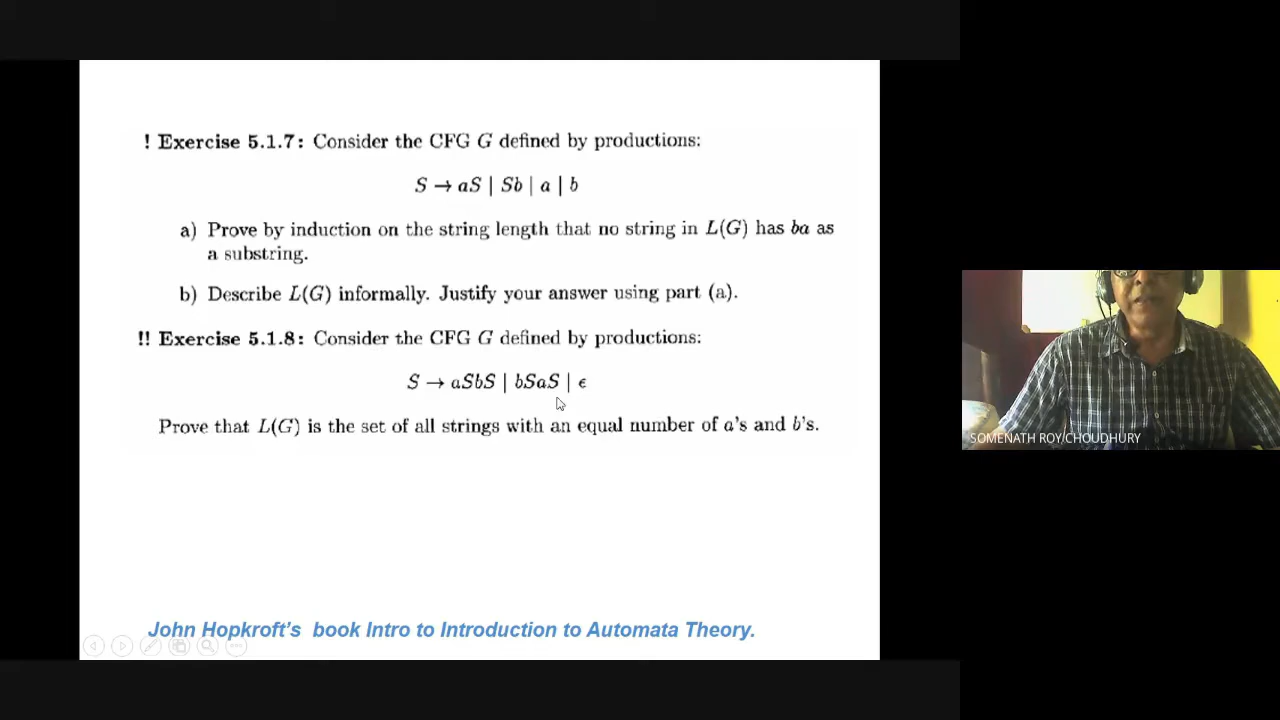 ! Exercise 5.1.7: Consider the CFG G defined by productions:
S → aS | Sb | a | b
a) Prove by induction on the string length that no string in L(G) has ba as
a substring.
b) Describe L(G) informally. Justify your answer using part (a).
!! Exercise 5.1.8: Consider the CFG G defined by productions:
S → aSbS | bSaS | ϵ
Prove that L(G) is the set of all strings with an equal number of a's and b's.
SOMENATH ROY CHOUDHURY
John Hopkroft's book Intro to Introduction to Automata Theory.